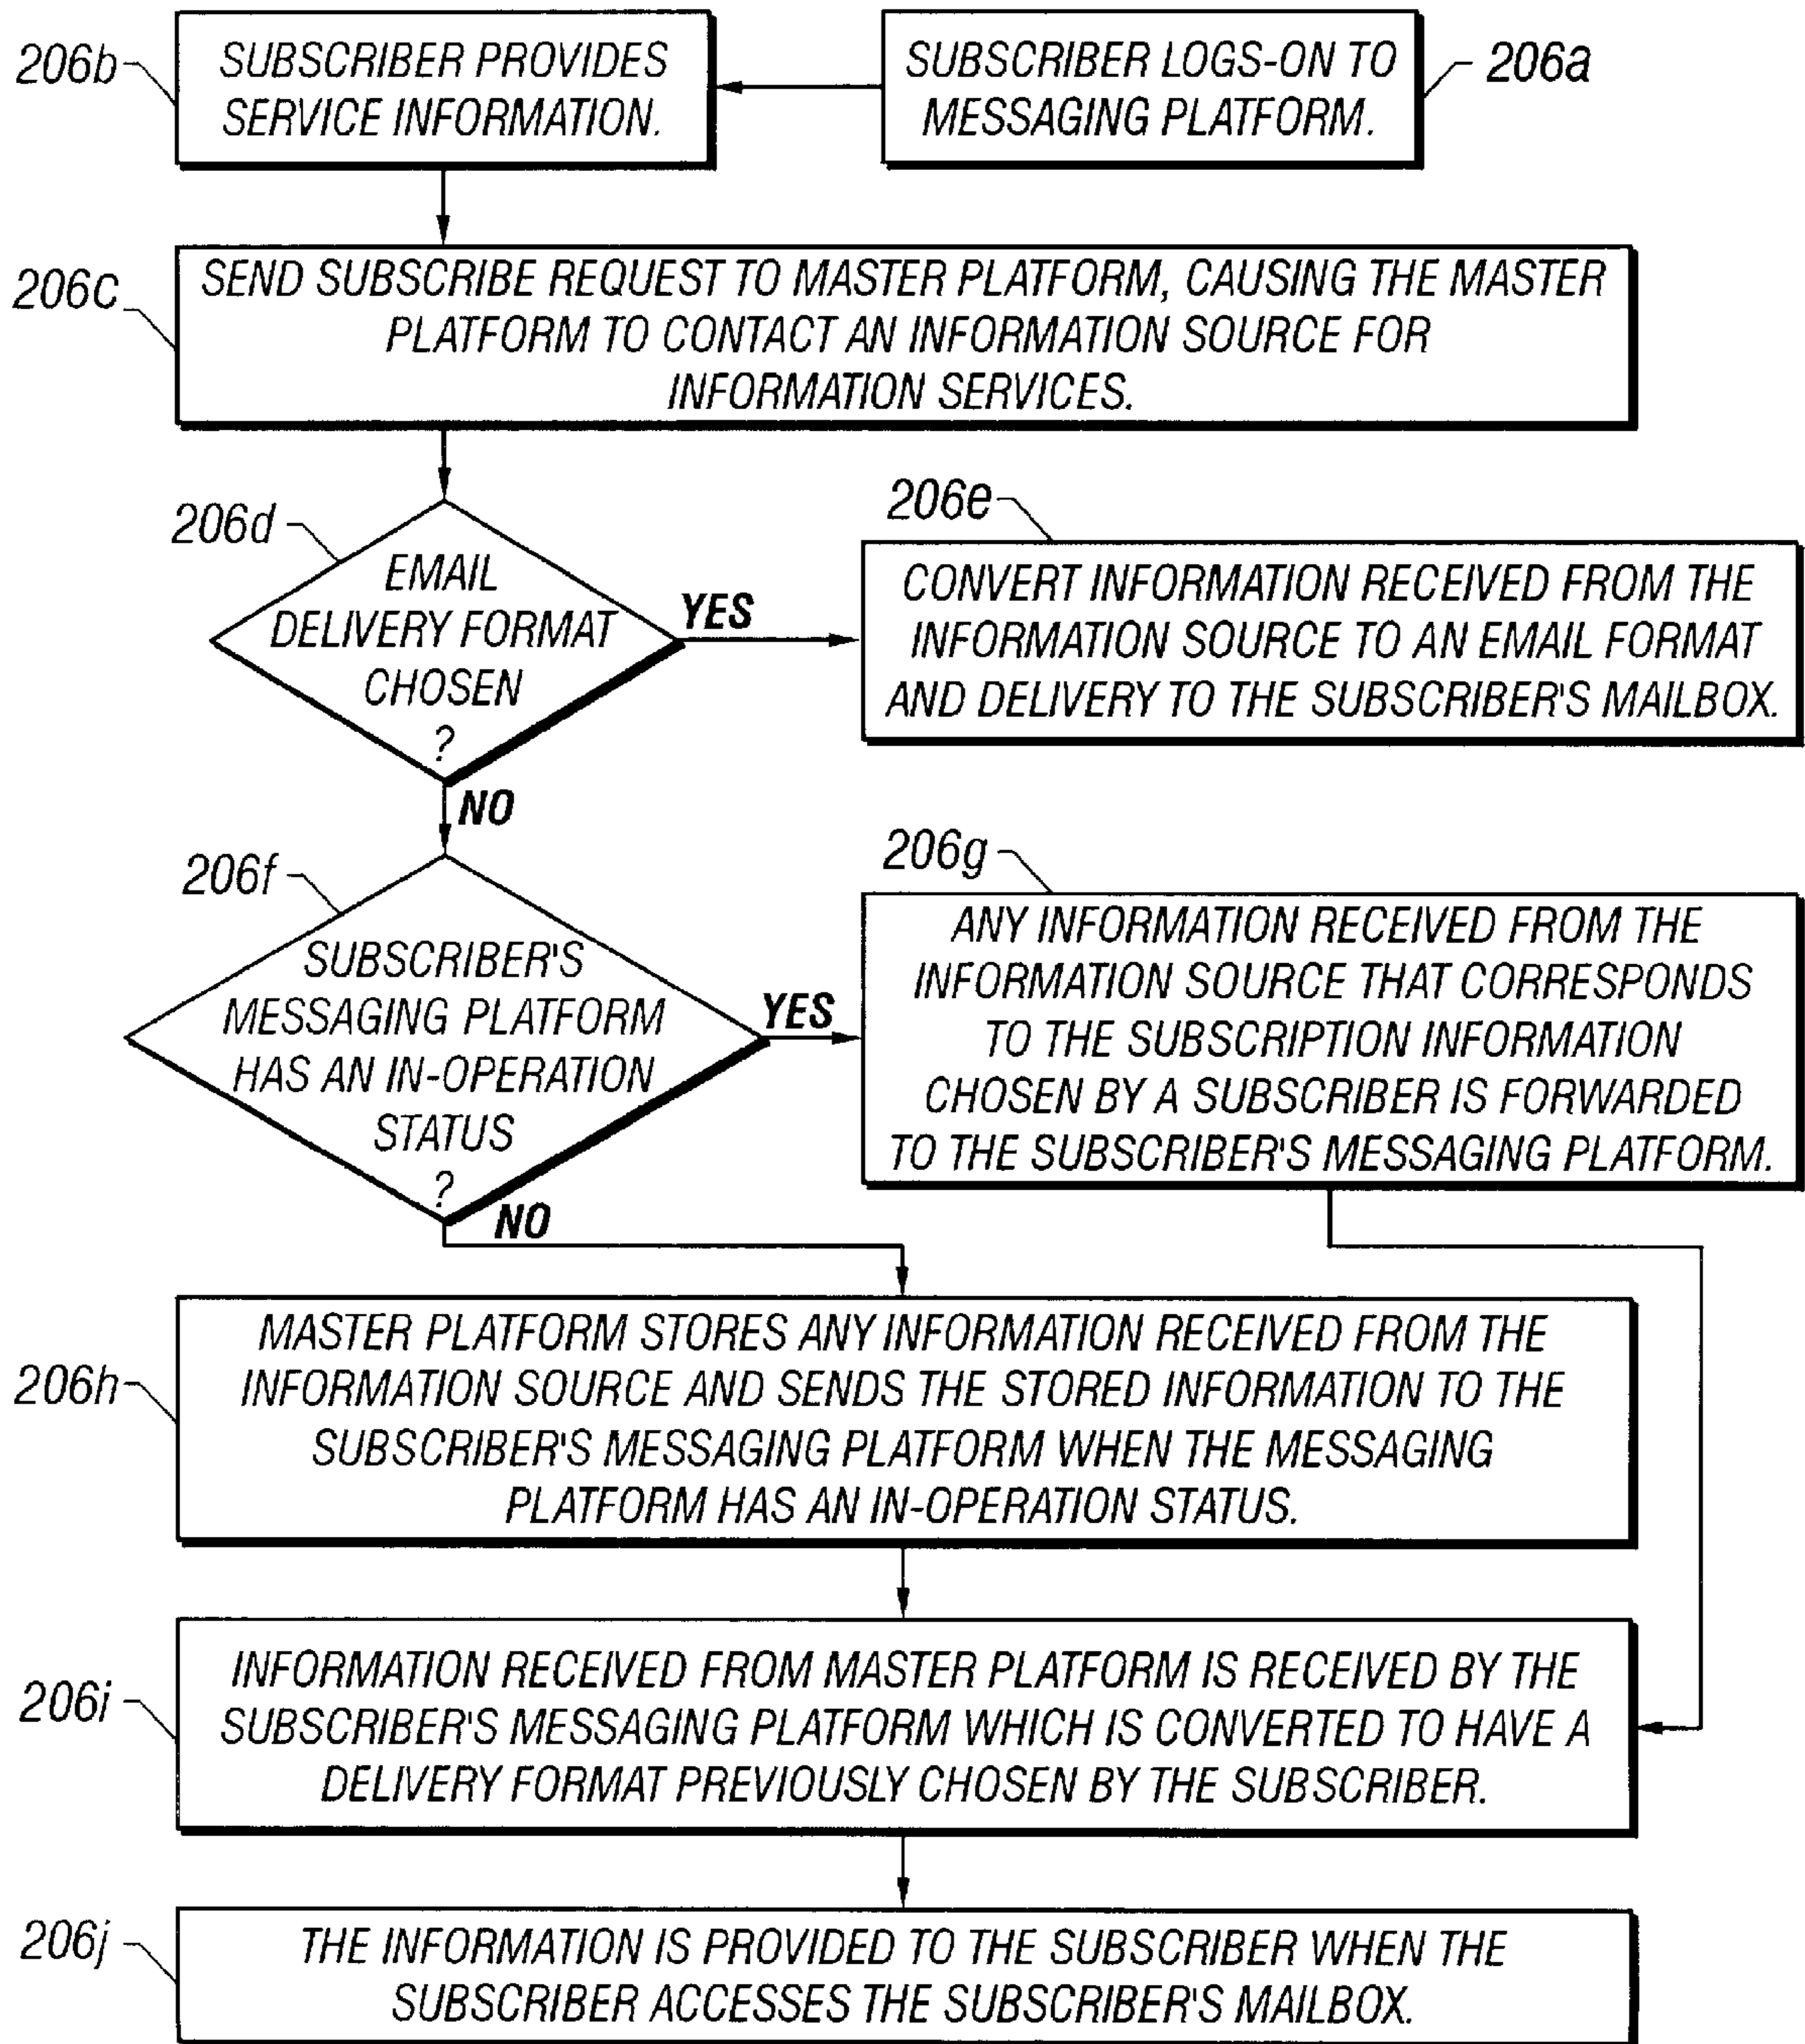 206b
SUBSCRIBER PROVIDES
SERVICE INFORMATION.
SUBSCRIBER LOGS-ON TO
MESSAGING PLATFORM.
206a
206c
SEND SUBSCRIBE REQUEST TO MASTER PLATFORM, CAUSING THE MASTER
PLATFORM TO CONTACT AN INFORMATION SOURCE FOR
INFORMATION SERVICES.
206d
EMAIL
DELIVERY FORMAT
CHOSEN
?
YES
NO
206e
CONVERT INFORMATION RECEIVED FROM THE
INFORMATION SOURCE TO AN EMAIL FORMAT
AND DELIVERY TO THE SUBSCRIBER'S MAILBOX.
206f
SUBSCRIBER'S
MESSAGING PLATFORM
HAS AN IN-OPERATION
STATUS
?
YES
NO
206g
ANY INFORMATION RECEIVED FROM THE
INFORMATION SOURCE THAT CORRESPONDS
TO THE SUBSCRIPTION INFORMATION
CHOSEN BY A SUBSCRIBER IS FORWARDED
TO THE SUBSCRIBER'S MESSAGING PLATFORM.
206h
MASTER PLATFORM STORES ANY INFORMATION RECEIVED FROM THE
INFORMATION SOURCE AND SENDS THE STORED INFORMATION TO THE
SUBSCRIBER'S MESSAGING PLATFORM WHEN THE MESSAGING
PLATFORM HAS AN IN-OPERATION STATUS.
206i
INFORMATION RECEIVED FROM MASTER PLATFORM IS RECEIVED BY THE
SUBSCRIBER'S MESSAGING PLATFORM WHICH IS CONVERTED TO HAVE A
DELIVERY FORMAT PREVIOUSLY CHOSEN BY THE SUBSCRIBER.
206j
THE INFORMATION IS PROVIDED TO THE SUBSCRIBER WHEN THE
SUBSCRIBER ACCESSES THE SUBSCRIBER'S MAILBOX.